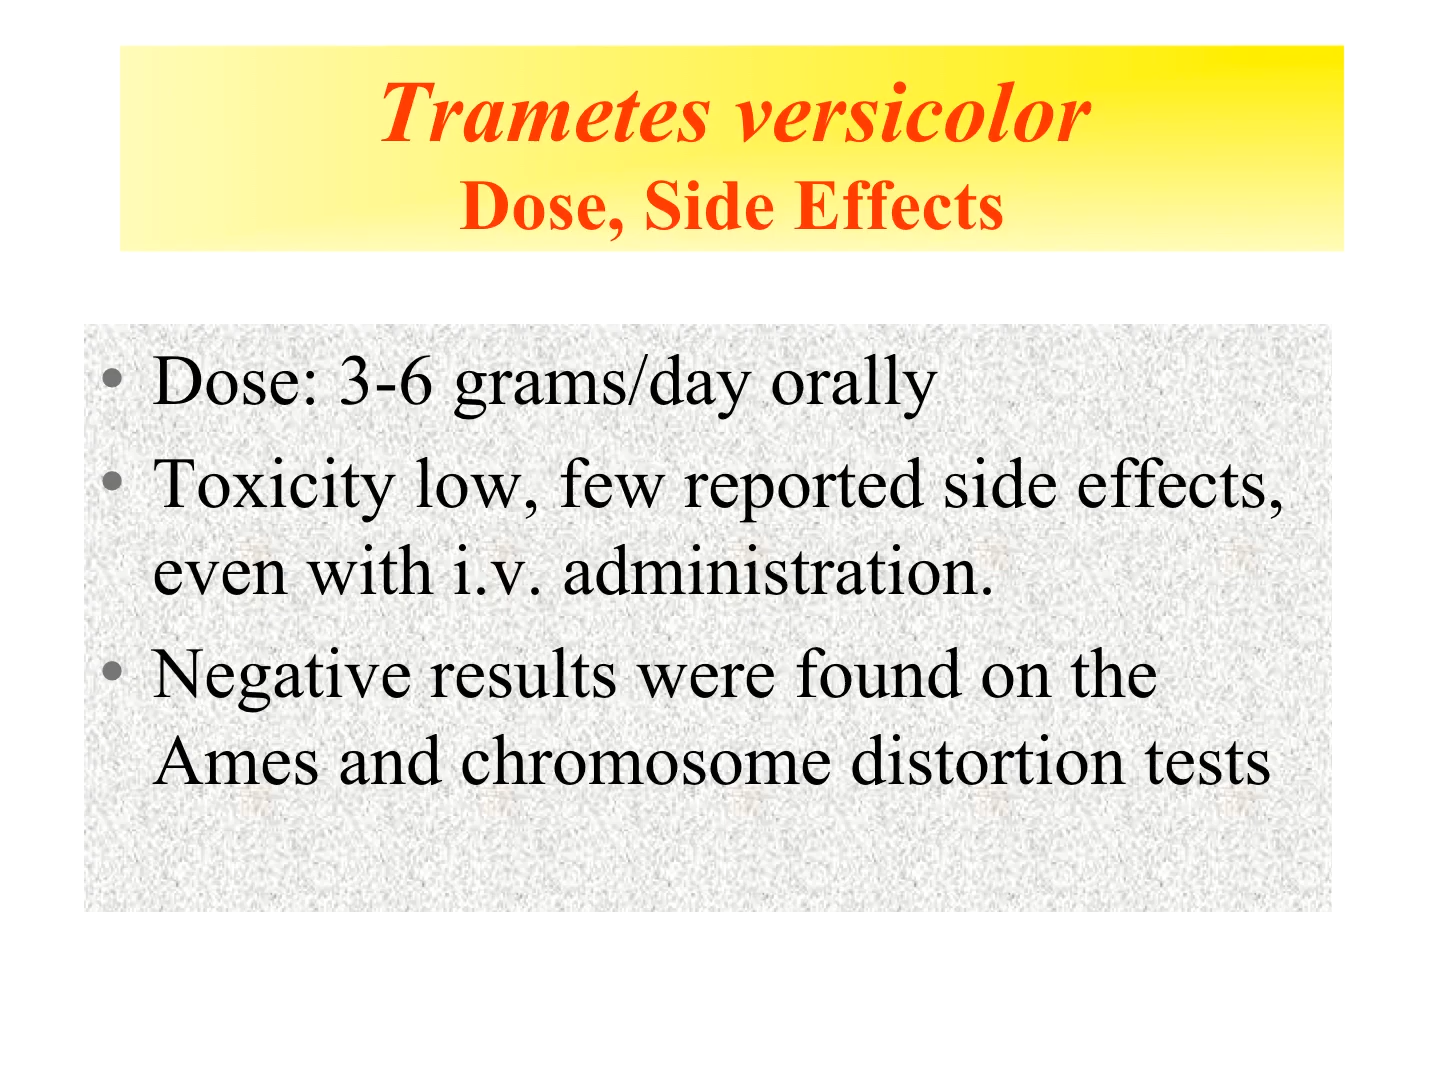 Trametes versicolor
Dose, Side Effects
• Dose: 3-6 grams/day orally
• Toxicity low, few reported side effects,
even with i.v. administration.
• Negative results were found on the
Ames and chromosome distortion tests